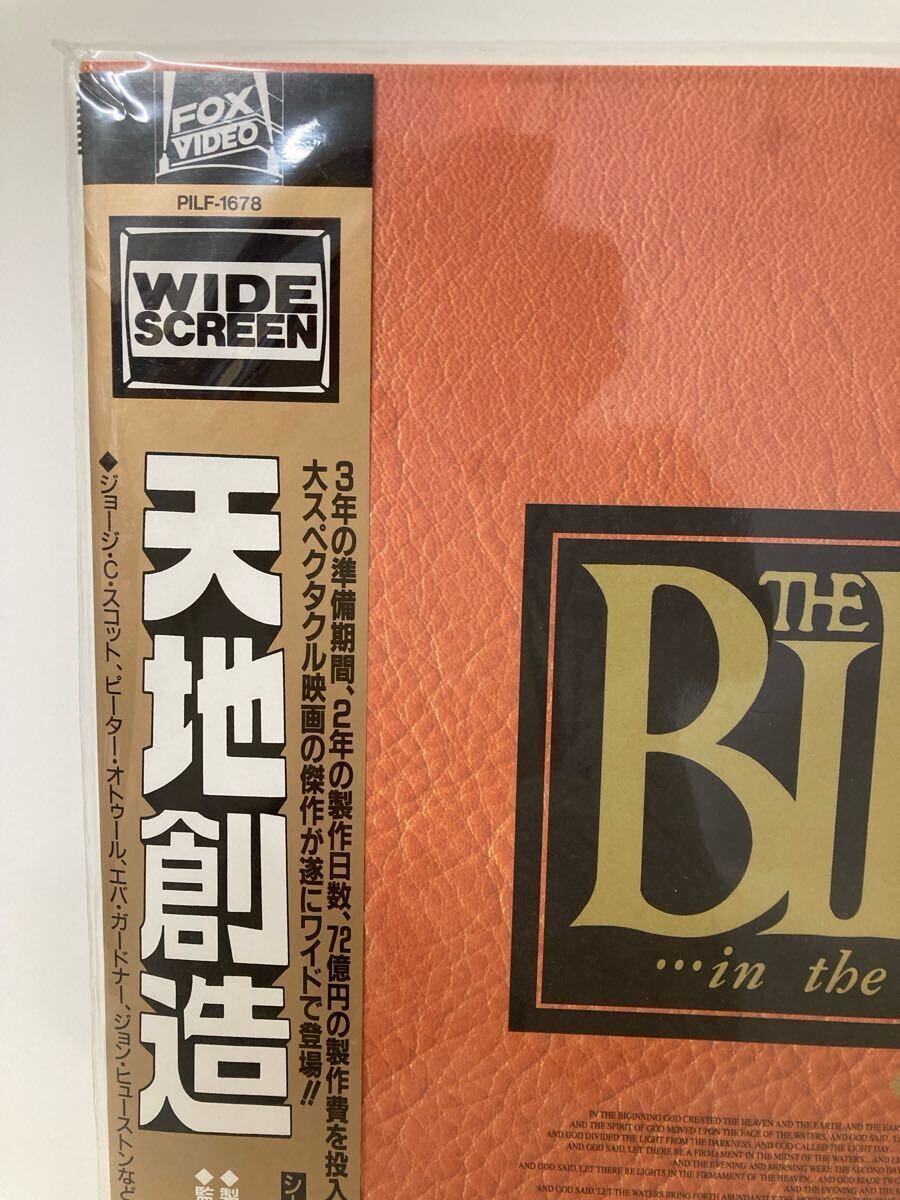 FOX
VIDEO
PILF-1678
WIDE
SCREEN
3年の準備期間、2年の製作日数、72億円の製作費を投入
大スペクタクル映画の傑作が遂にワイドで登場!!
天地創造
◆ジョージ・C・スコット、ピーター・オトゥール、エバ・ガードナー、ジョン・ヒューストンなど
◆製
◆監
THE
...in the
IN THE BIGINNING GOD CREATED THE HEAVEN AND THE EARTH, AND THE EAR
AND THE SPIRIT OF GOD MOVED UPON THE FACE OF THE WATERS, AND GOD SAID,
AND GOD DIVIDED THE LIGHT FROM THE DARKNESS, AND GOD CALLED THE LIGHT DAY
GOD SAID, LET THERE BE A FIRMAMENT IN THE MIDST OF THE WATERS... AND
AND THE EVENING AND MORNING WERE THE SECOND DAY
AND GOD SAID, LET THERE BE LIGHTS IN THE FIRMAMENT OF THE HEAVEN.. AND GOD MADE TWO
AND THE EVENING AND THE
AND GOD SAID, LET THE WATERS BRING FORTH ABUNDANTLY THE